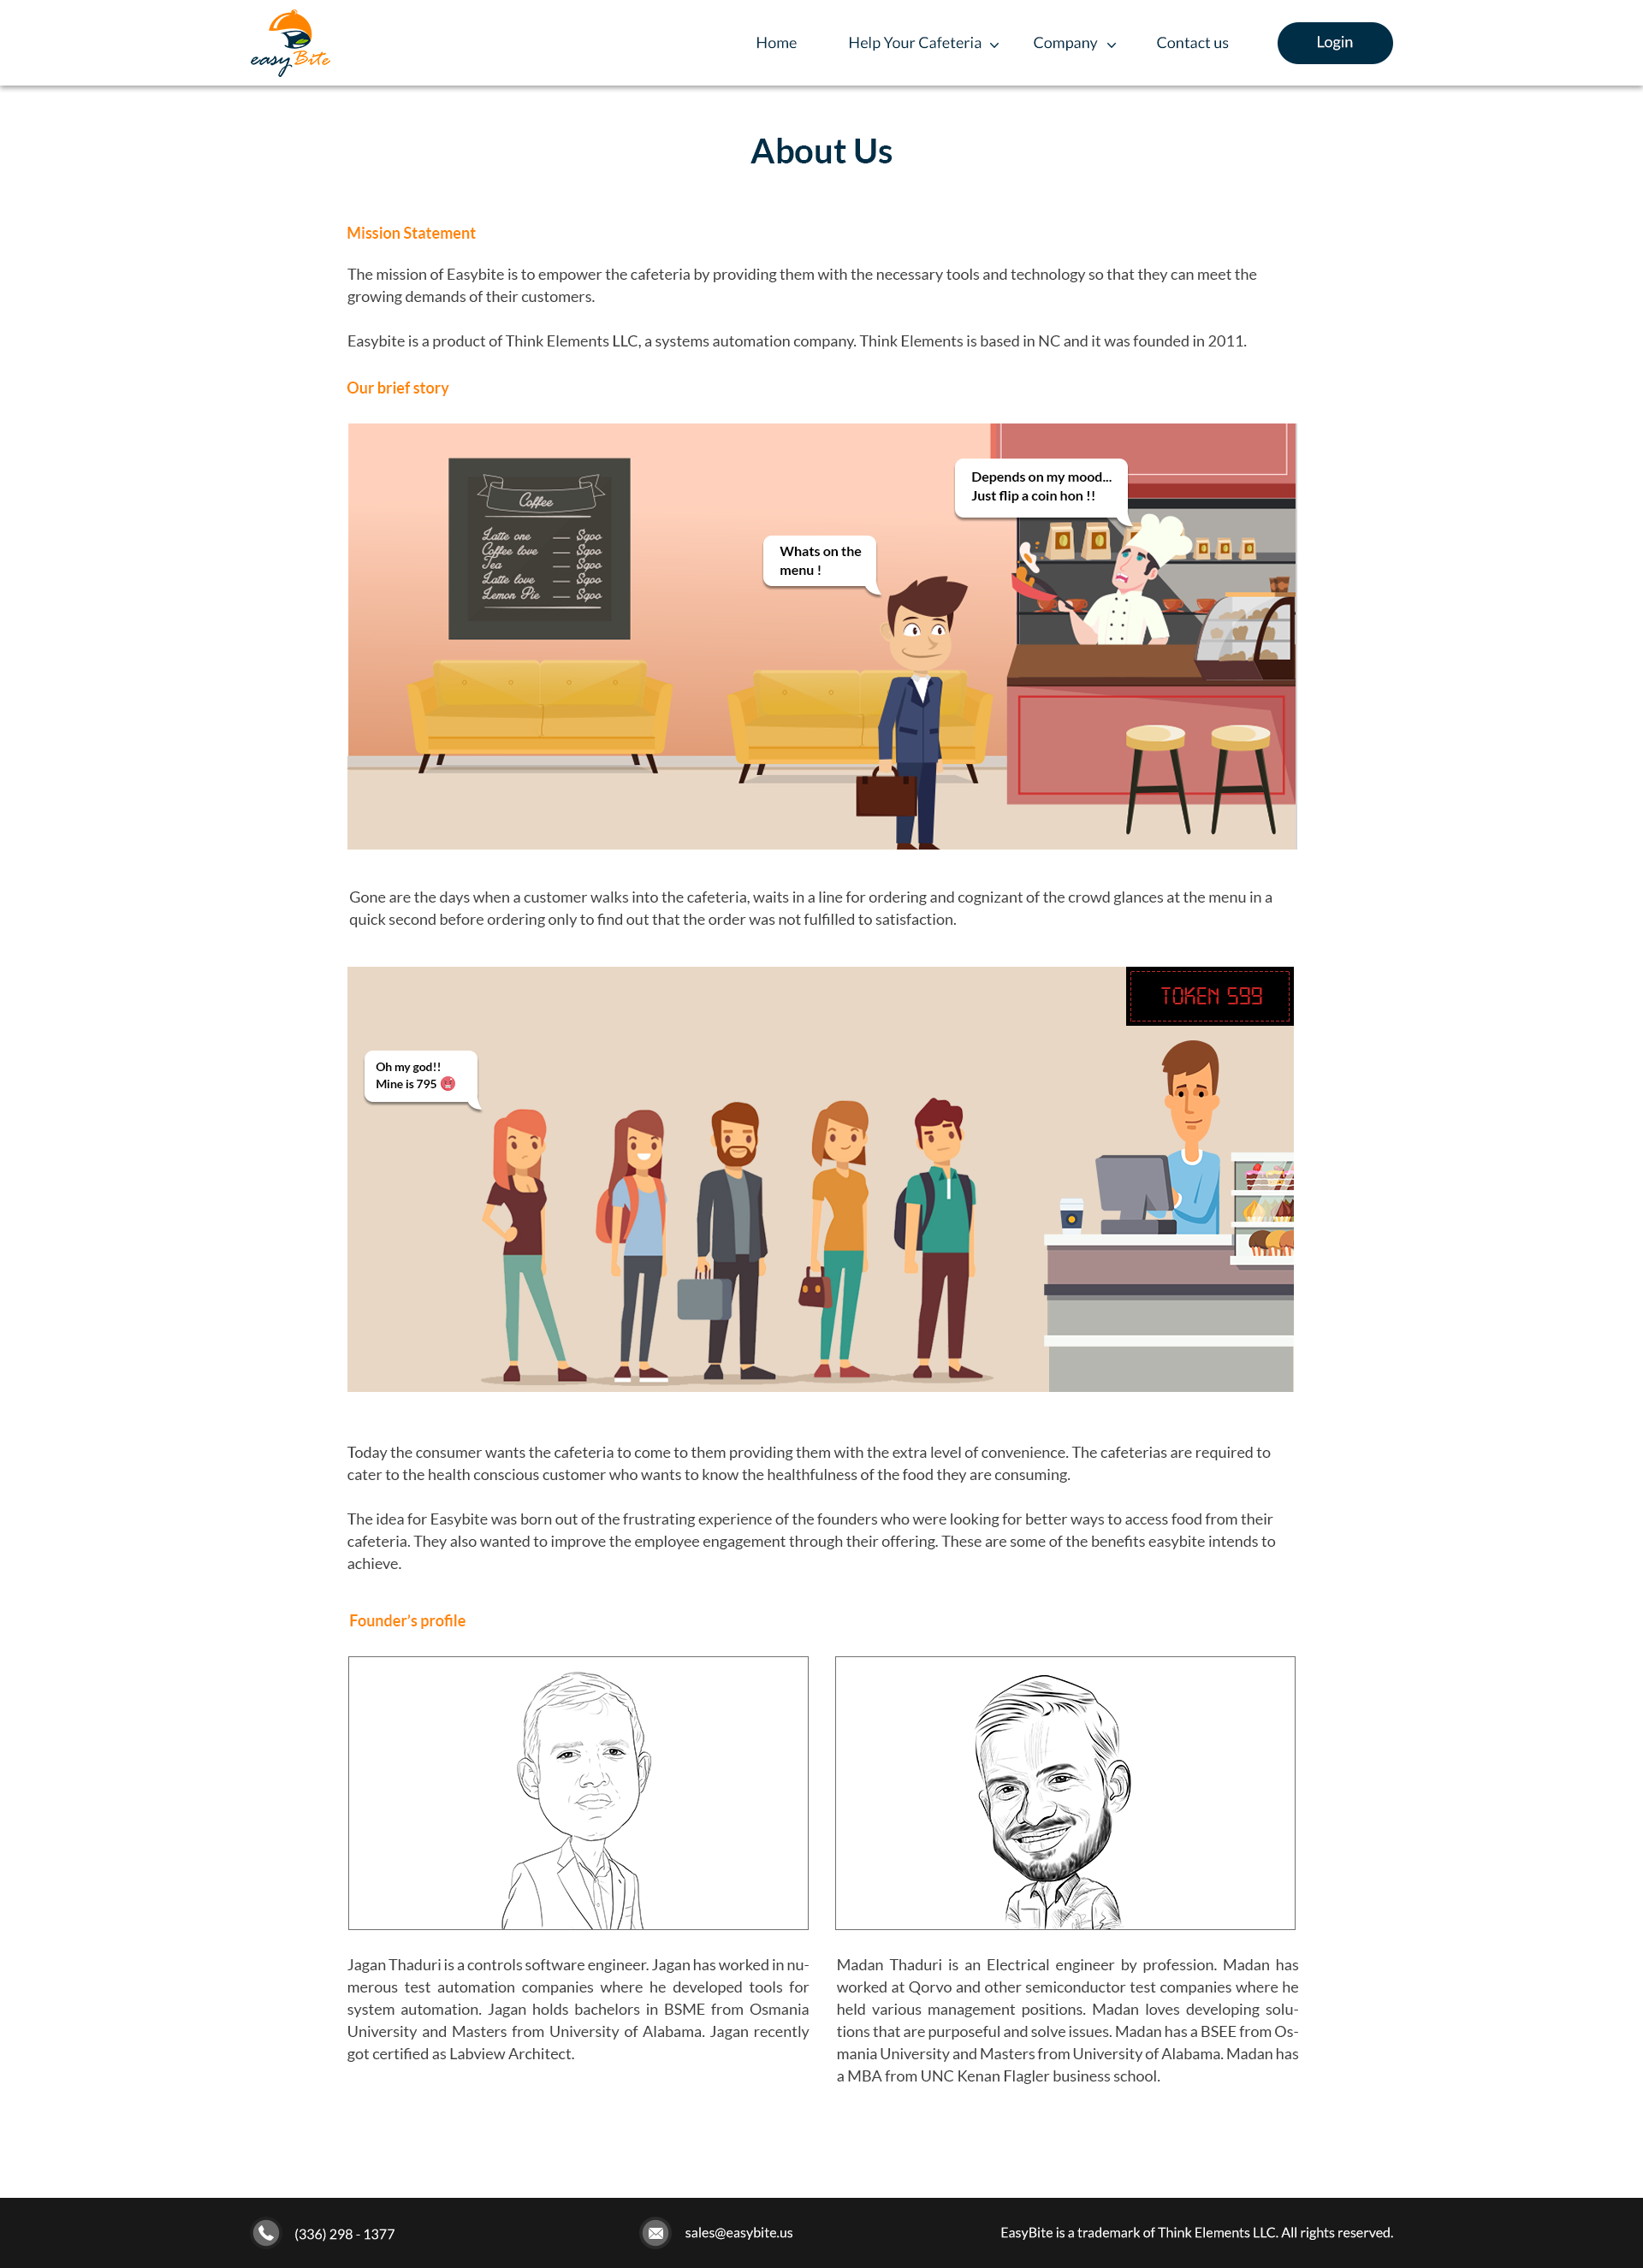 easy Bite
Home
Help Your Cafeteria
Company
Contact us
Login
About Us
Mission Statement
The mission of Easybite is to empower the cafeteria by providing them with the necessary tools and technology so that they can meet the
growing demands of their customers.
Easybite is a product of Think Elements LLC, a systems automation company. Think Elements is based in NC and it was founded in 2011.
Our brief story
Depends on my mood...
Just flip a coin hon !!
Whats on the
menu !
Coffee
Latte one — $900
Coffee love — $900
Tea — $900
Latte love — $900
Lemon Pie — $900
Gone are the days when a customer walks into the cafeteria, waits in a line for ordering and cognizant of the crowd glances at the menu in a
quick second before ordering only to find out that the order was not fulfilled to satisfaction.
TOKEN 599
Oh my god!!
Mine is 795
Today the consumer wants the cafeteria to come to them providing them with the extra level of convenience. The cafeterias are required to
cater to the health conscious customer who wants to know the healthfulness of the food they are consuming.
The idea for Easybite was born out of the frustrating experience of the founders who were looking for better ways to access food from their
cafeteria. They also wanted to improve the employee engagement through their offering. These are some of the benefits easybite intends to
achieve.
Founder’s profile
Jagan Thaduri is a controls software engineer. Jagan has worked in nu-
merous test automation companies where he developed tools for
system automation. Jagan holds bachelors in BSME from Osmania
University and Masters from University of Alabama. Jagan recently
got certified as Labview Architect.
Madan Thaduri is an Electrical engineer by profession. Madan has
worked at Qorvo and other semiconductor test companies where he
held various management positions. Madan loves developing solu-
tions that are purposeful and solve issues. Madan has a BSEE from Os-
mania University and Masters from University of Alabama. Madan has
a MBA from UNC Kenan Flagler business school.
(336) 298 - 1377
sales@easybite.us
EasyBite is a trademark of Think Elements LLC. All rights reserved.